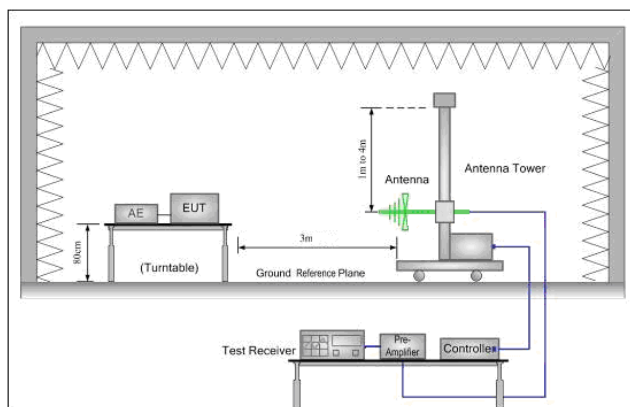 1m to 4m
Antenna Tower
Antenna
AE
EUT
80cm
3m
(Turntable)
Ground Reference Plane
Test Receiver
Pre-
Amplifier
Controller